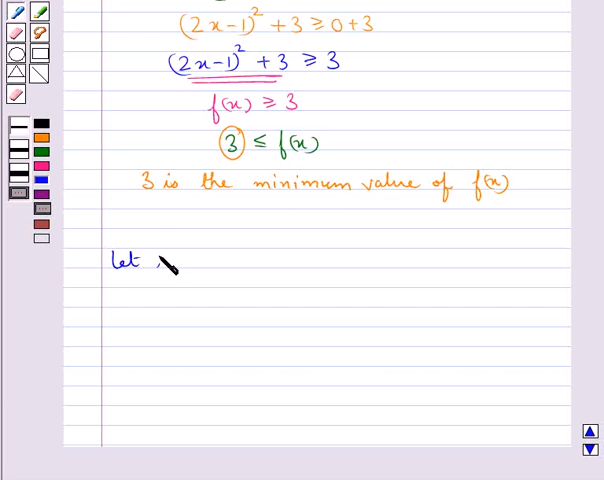 (2x-1)² + 3 ≥ 0 + 3
(2x-1)² + 3 ≥ 3
f(x) ≥ 3
3 ≤ f(x)
3 is the minimum value of f(x)
Let